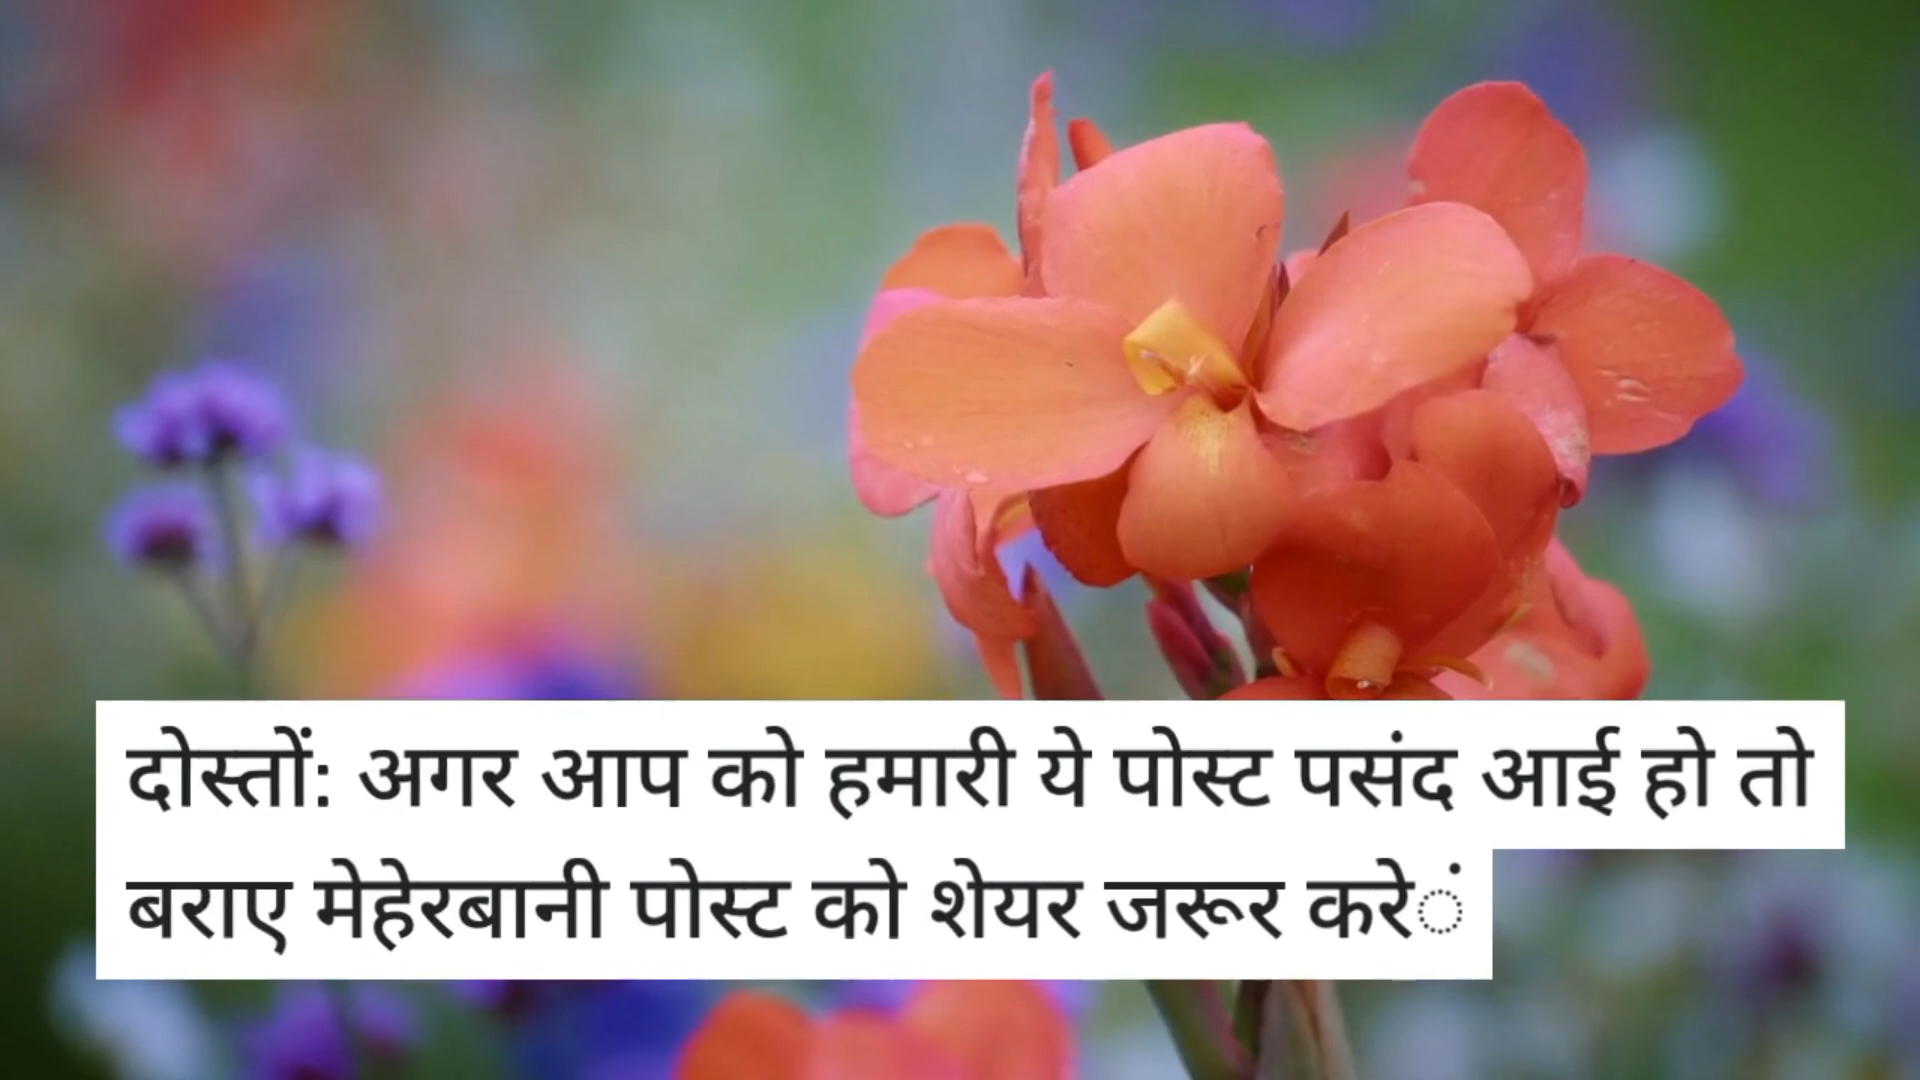 दोस्तों: अगर आप को हमारी ये पोस्ट पसंद आई हो तो
बराए मेहेरबानी पोस्ट को शेयर जरूर करेंं